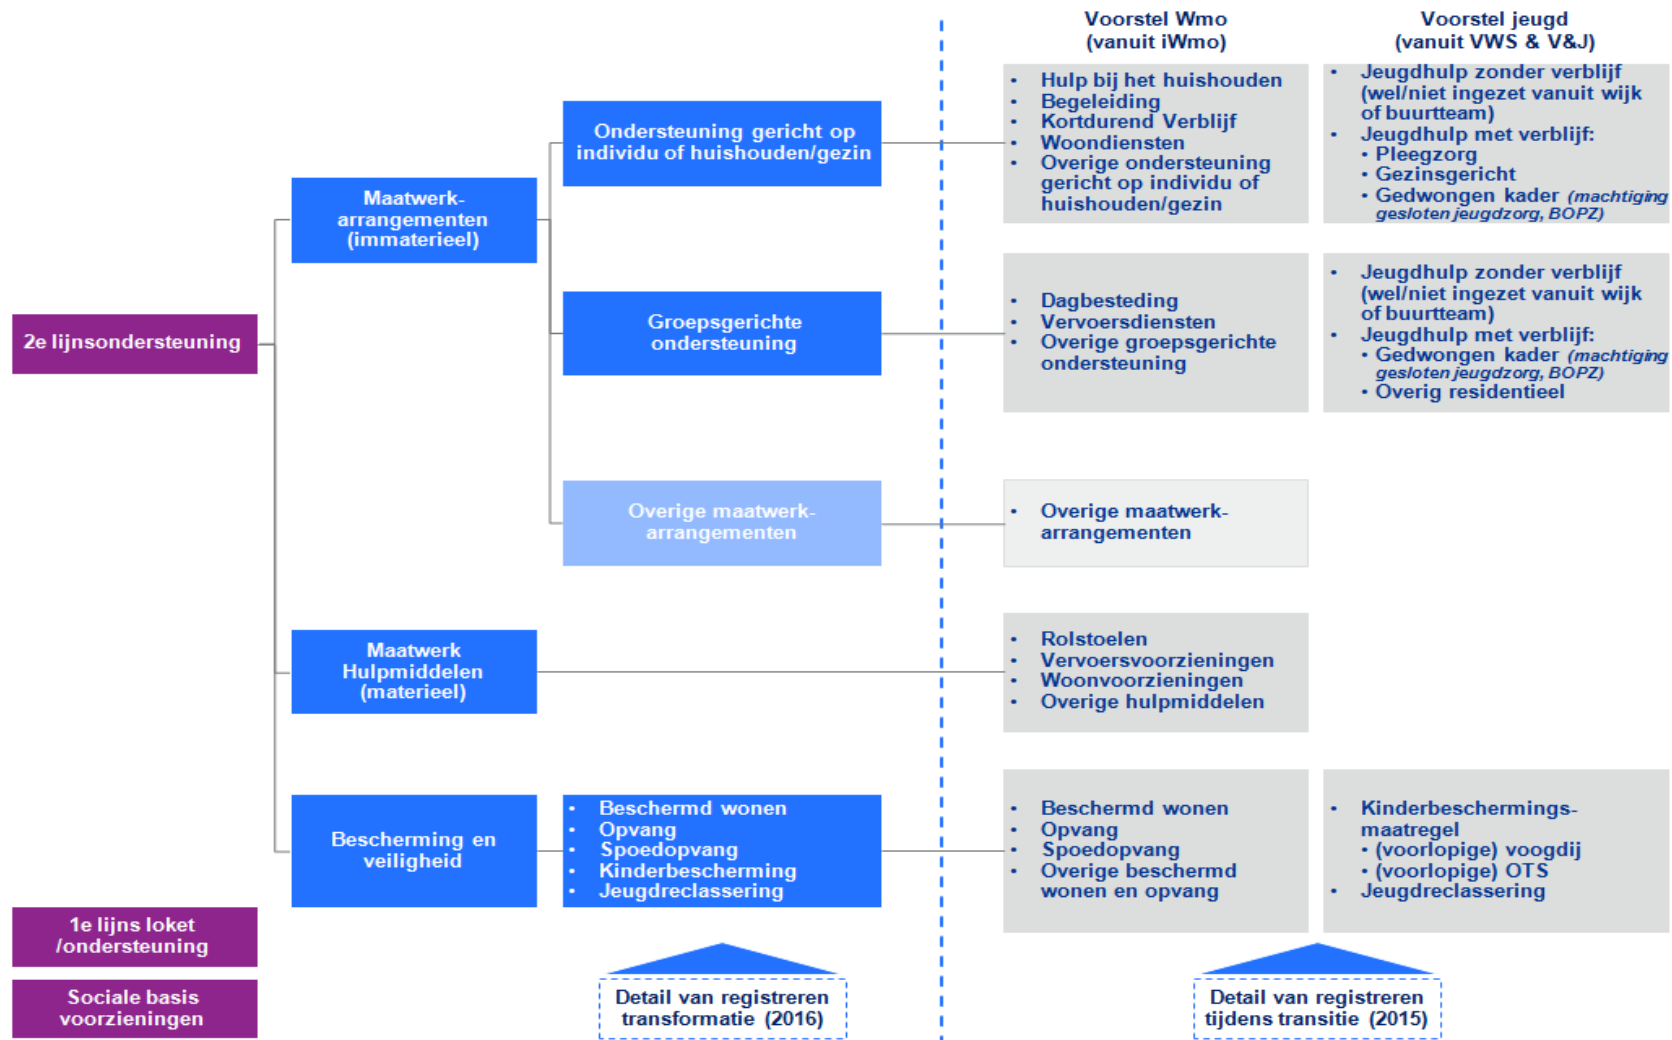 Voorstel Wmo
(vanuit iWmo)
Voorstel jeugd
(vanuit VWS & V&J)
2e lijnsondersteuning
Maatwerk-
arrangementen
(immaterieel)
Ondersteuning gericht op
individu of huishouden/gezin
• Hulp bij het huishouden
• Begeleiding
• Kortdurend Verblijf
• Woondiensten
• Overige ondersteuning
gericht op individu of
huishouden/gezin
• Jeugdhulp zonder verblijf
(wel/niet ingezet vanuit wijk
of buurtteam)
• Jeugdhulp met verblijf:
• Pleegzorg
• Gezinsgericht
• Gedwongen kader (machtiging
gesloten jeugdzorg, BOPZ)
Groepsgerichte
ondersteuning
• Dagbesteding
• Vervoersdiensten
• Overige groepsgerichte
ondersteuning
• Jeugdhulp zonder verblijf
(wel/niet ingezet vanuit wijk
of buurtteam)
• Jeugdhulp met verblijf:
• Gedwongen kader (machtiging
gesloten jeugdzorg, BOPZ)
• Overig residentieel
Overige maatwerk-
arrangementen
• Overige maatwerk-
arrangementen
Maatwerk
Hulpmiddelen
(materieel)
• Rolstoelen
• Vervoersvoorzieningen
• Woonvoorzieningen
• Overige hulpmiddelen
Bescherming en
veiligheid
• Beschermd wonen
• Opvang
• Spoedopvang
• Kinderbescherming
• Jeugdreclassering
• Beschermd wonen
• Opvang
• Spoedopvang
• Overige beschermd
wonen en opvang
• Kinderbeschermings-
maatregel
• (voorlopige) voogdij
• (voorlopige) OTS
• Jeugdreclassering
1e lijns loket
/ondersteuning
Sociale basis
voorzieningen
Detail van registreren
transformatie (2016)
Detail van registreren
tijdens transitie (2015)